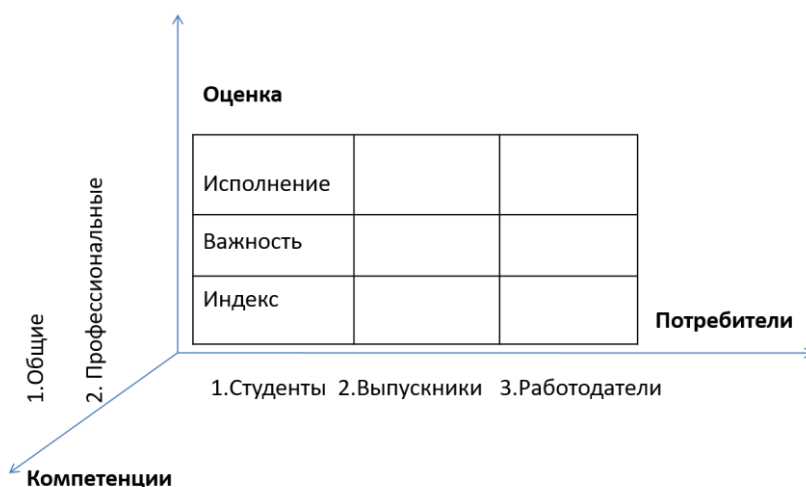 Оценка
Исполнение
Важность
Индекс
Потребители
1.Студенты 2.Выпускники 3.Работодатели
1.Общие
2. Профессиональные
Компетенции